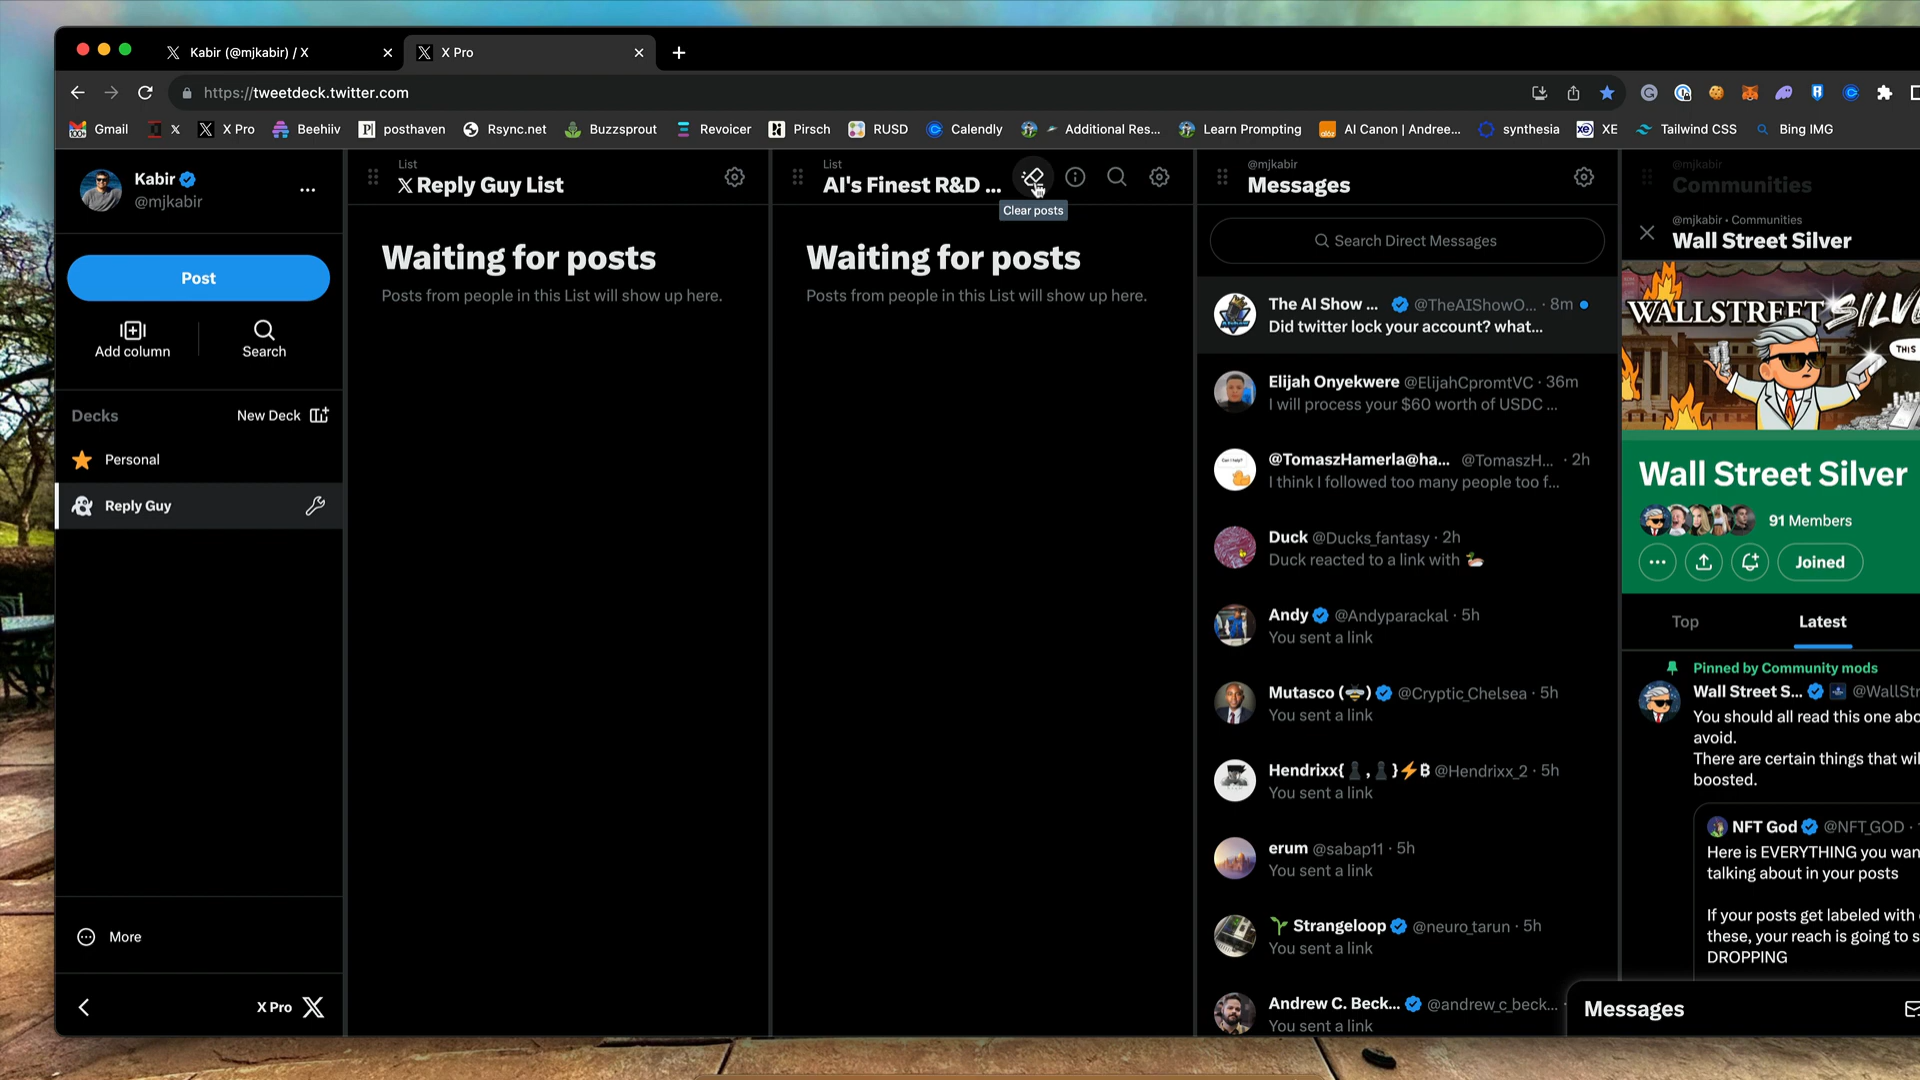 Kabir (@mjkabir) / X
X Pro
https://tweetdeck.twitter.com
Gmail
X
X Pro
Beehiiv
posthaven
Rsync.net
Buzzsprout
Revoicer
Pirsch
RUSD
Calendly
Additional Res...
Learn Prompting
AI Canon | Andree...
synthesia
XE
Tailwind CSS
Bing IMG
Kabir
@mjkabir
Post
Add column
Search
Decks
New Deck
Personal
Reply Guy
More
X Pro
List
X Reply Guy List
Waiting for posts
Posts from people in this List will show up here.
List
AI's Finest R&D ...
Clear posts
Waiting for posts
Posts from people in this List will show up here.
@mjkabir
Messages
Search Direct Messages
The AI Show ... @TheAIShowO... · 8m
Did twitter lock your account? what...
Elijah Onyekwere @ElijahCpromtVC · 36m
I will process your $60 worth of USDC ...
@TomaszHamerla@ha... @TomaszH... · 2h
I think I followed too many people too f...
Duck @Ducks_fantasy · 2h
Duck reacted to a link with 🦆
Andy @Andyparackal · 5h
You sent a link
Mutasco (🐝) @Cryptic_Chelsea · 5h
You sent a link
Hendrixx{♟️,♟️}⚡₿ @Hendrixx_2 · 5h
You sent a link
erum @sabap11 · 5h
You sent a link
🌱 Strangeloop @neuro_tarun · 5h
You sent a link
Andrew C. Beck... @andrew_c_beck... ·
You sent a link
@mjkabir
Communities
@mjkabir · Communities
Wall Street Silver
WALLSTREET SILV
THIS
Wall Street Silver
91 Members
Joined
Top
Latest
Pinned by Community mods
Wall Street S... @WallStr
You should all read this one abo
avoid.
There are certain things that wil
boosted.
NFT God @NFT_GOD ·
Here is EVERYTHING you wan
talking about in your posts
If your posts get labeled with
these, your reach is going to s
DROPPING
Messages